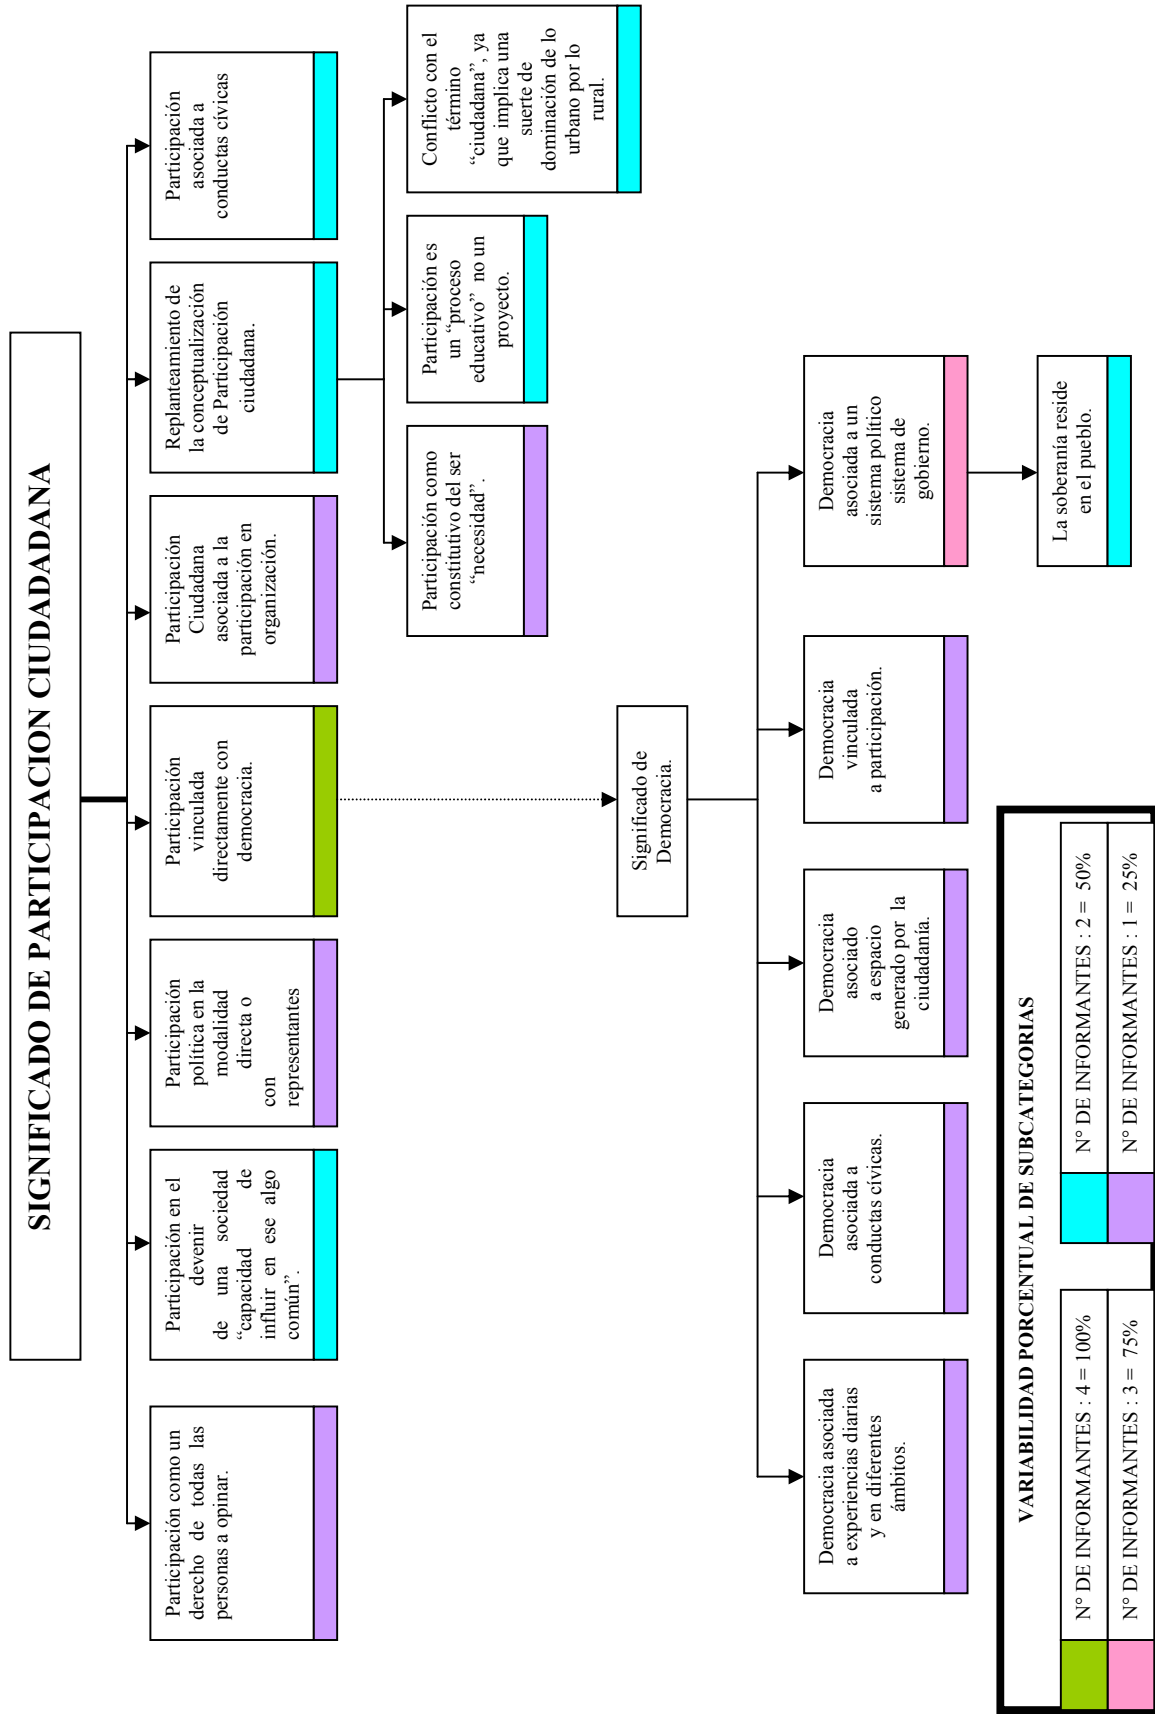 SIGNIFICADO DE PARTICIPACION CIUDADADANA
Participación como un
derecho de todas las
personas a opinar.
Participación en el
devenir
de una sociedad
“capacidad de
influir en ese algo
común”.
Participación
política en la
modalidad
directa o
con
representantes
Participación
vinculada
directamente con
democracia.
Participación
Ciudadana
asociada a la
participación en
organización.
Replanteamiento de
la conceptualización
de Participación
ciudadana.
Participación
asociada a
conductas cívicas
Participación como
constitutivo del ser
“necesidad”.
Participación es
un “proceso
educativo” no un
proyecto.
Conflicto con el
término
“ciudadana”, ya
que implica una
suerte de
dominación de lo
urbano por lo
rural.
Significado de
Democracia.
Democracia asociada
a experiencias diarias
y en diferentes
ámbitos.
Democracia
asociada a
conductas cívicas.
Democracia
asociado
a espacio
generado por la
ciudadanía.
Democracia
vinculada
a participación.
Democracia
asociada a un
sistema político
sistema de
gobierno.
La soberanía reside
en el pueblo.
VARIABILIDAD PORCENTUAL DE SUBCATEGORIAS
N° DE INFORMANTES : 4 = 100%
N° DE INFORMANTES : 2 = 50%
N° DE INFORMANTES : 3 = 75%
N° DE INFORMANTES : 1 = 25%